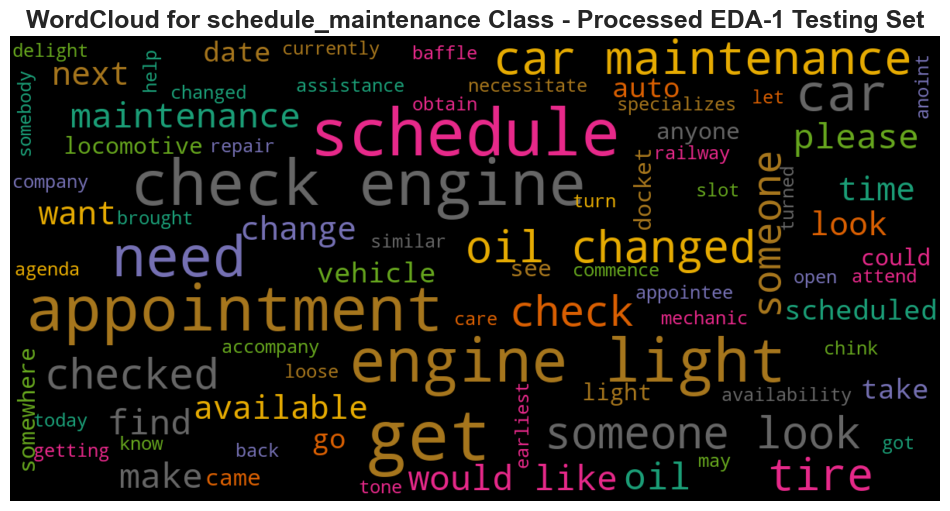 WordCloud for schedule_maintenance Class - Processed EDA-1 Testing Set
delight
somebody
next
help
date
currently
changed
assistance
baffle
car maintenance
necessitate
auto
specializes
let
car
anoint
maintenance
obtain
schedule
anyone
please
locomotive
repair
railway
company
check engine
docket
slot
someone
turned
time
want
brought
turn
look
change
need
similar
oil changed
could
agenda
vehicle
see
commence
open
attend
appointment
appointee
scheduled
care
check
mechanic
accompany
engine light
chink
checked
loose
light
availability
take
somewhere
available
earliest
today
find
get
someone look
got
getting
know
back
go
may
make
came
tone
would like
oil
tire